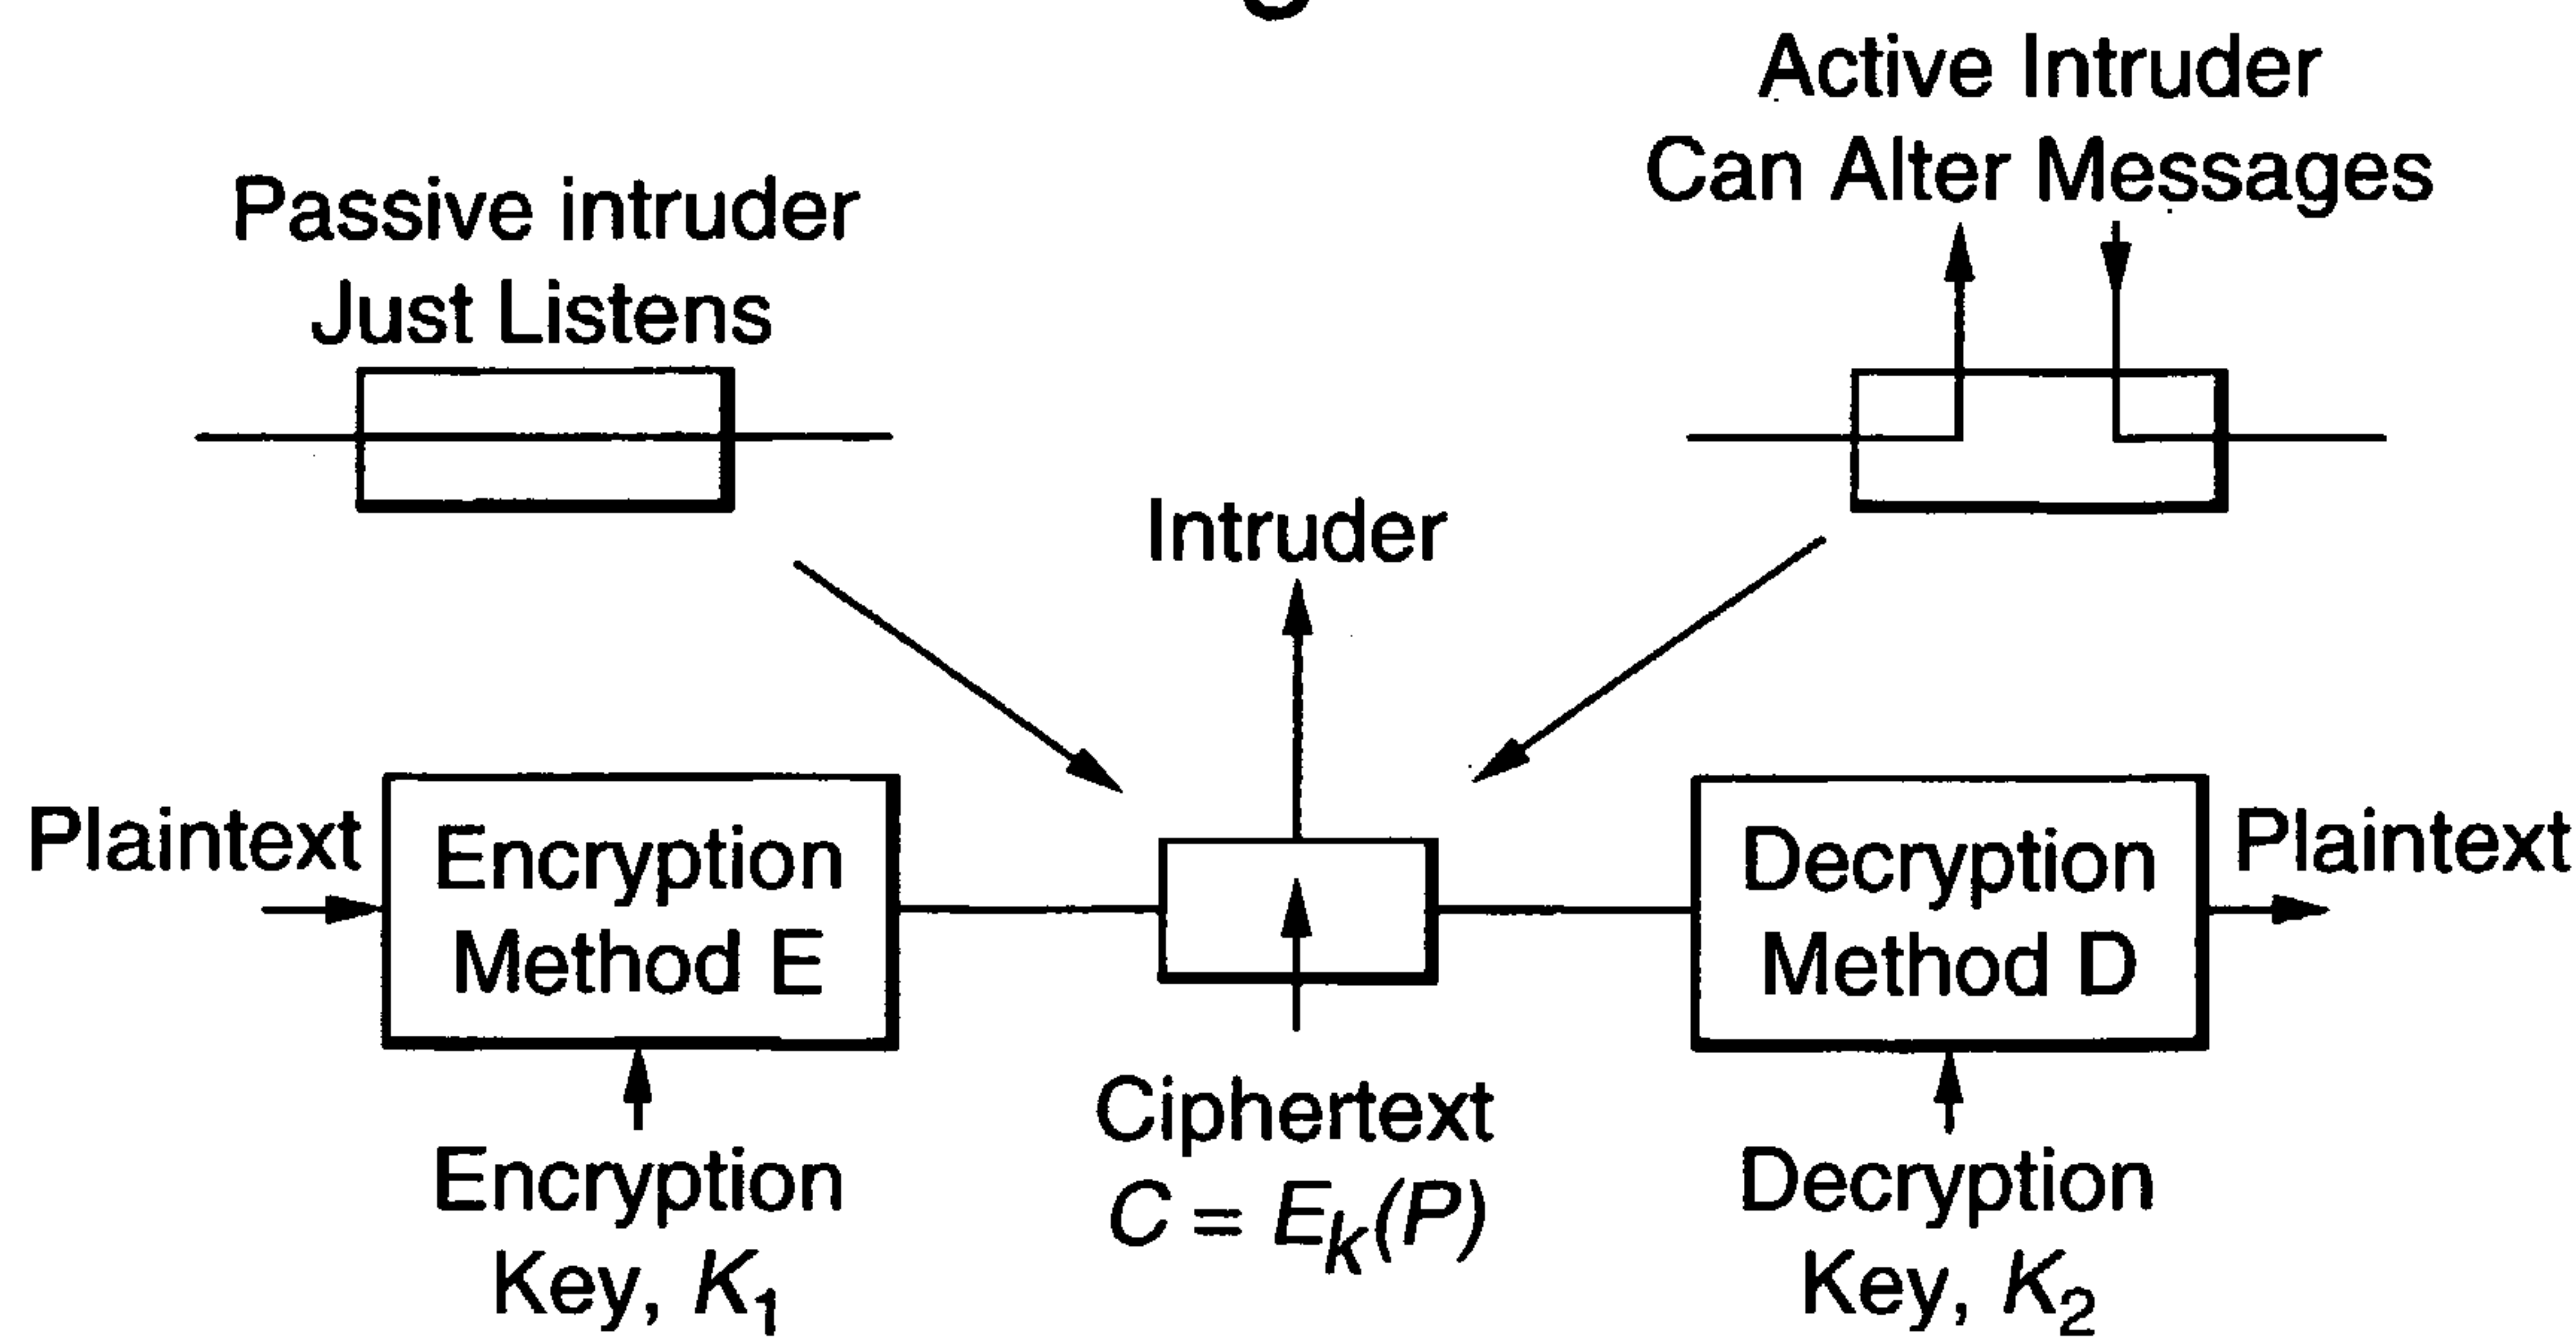 Active Intruder
Can Alter Messages
Passive intruder
Just Listens
Intruder
Plaintext
Encryption
Method E
Decryption
Method D
Plaintext
Encryption
Key, K₁
Ciphertext
C = Eₖ(P)
Decryption
Key, K₂